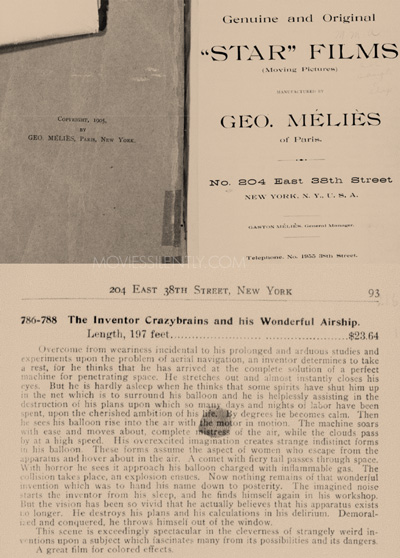 COPYRIGHT, 1905,
BY
GEO. MÉLIÈS, PARIS, NEW YORK.
Genuine and Original
“STAR” FILMS
(Moving Pictures)
MANUFACTURED BY
GEO. MÉLIÈS
of Paris.
No. 204 East 38th Street
NEW YORK, N. Y., U. S. A.
GASTON MÉLIÈS, General Manager.
Telephone, No. 1955 38th Street.
MOVIESSILENTLY.COM
204 EAST 38TH STREET, NEW YORK 93
786-788 The Inventor Crazybrains and his Wonderful Airship.
Length, 197 feet..............................$23.64
Overcome from weariness incidental to his prolonged and arduous studies and
experiments upon the problem of aerial navigation, an inventor determines to take
a rest, for he thinks that he has arrived at the complete solution of a perfect
machine for penetrating space. He stretches out and almost instantly closes his
eyes. But he is hardly asleep when he thinks that some spirits have shut him up
in the net which is to surround his balloon and he is helplessly assisting in the
destruction of his plans upon which so many days and nights of labor have been
spent, upon the cherished ambition of his life. By degrees he becomes calm. Then
he sees his balloon rise into the air with the motor in motion. The machine soars
with ease and moves about, complete mistress of the air, while the clouds pass
by at a high speed. His overexcited imagination creates strange indistinct forms
in his balloon. These forms assume the aspect of women who escape from the
apparatus and hover about in the air. A comet with fiery tail passes through space.
With horror he sees it approach his balloon charged with inflammable gas. The
collision takes place, an explosion ensues. Now nothing remains of that wonderful
invention which was to hand his name down to posterity. The imagined noise
starts the inventor from his sleep, and he finds himself again in his workshop.
But the vision has been so vivid that he actually believes that his apparatus exists
no longer. He destroys his plans and his calculations in his delirium. Demoral-
ized and conquered, he throws himself out of the window.
This scene is exceedingly spectacular in the cleverness of strangely weird in-
ventions upon a subject which fascinates many from its possibilities and its dangers.
A great film for colored effects.